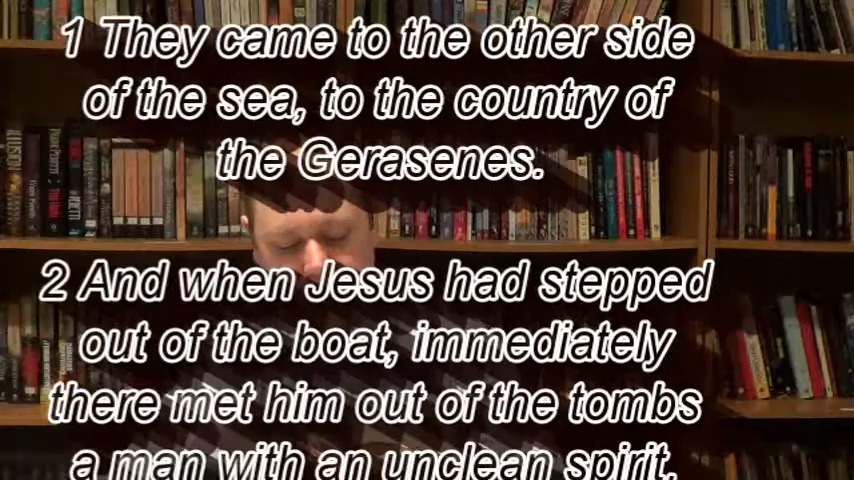 1 They came to the other side
of the sea, to the country of
the Gerasenes.
2 And when Jesus had stepped
out of the boat, immediately
there met him out of the tombs
a man with an unclean spirit.